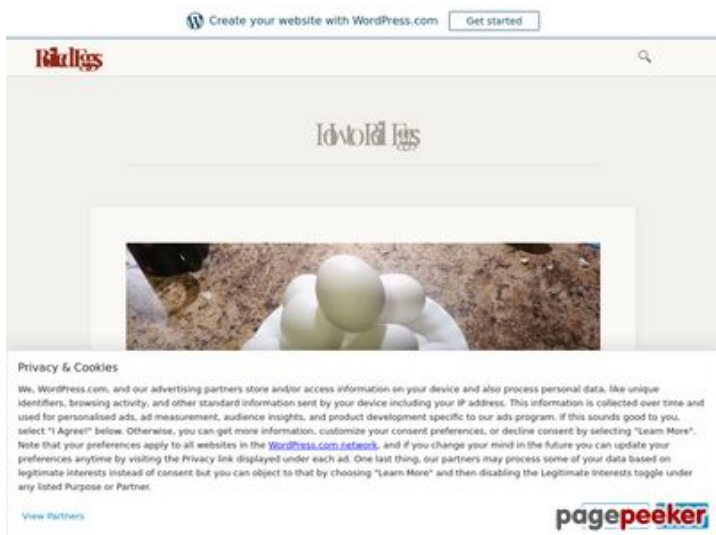 Create your website with WordPress.com
Get started
Boiled Eggs
How to Boil Eggs
Privacy & Cookies
We, WordPress.com, and our advertising partners store and/or access information on your device and also process personal data, like unique
identifiers, browsing activity, and other standard information sent by your device including your IP address. This information is collected over time and
used for personalised ads, ad measurement, audience insights, and product development specific to our ads program. If this sounds good to you,
select "I Agree!" below. Otherwise, you can get more information, customize your consent preferences, or decline consent by selecting "Learn More".
Note that your preferences apply to all websites in the WordPress.com network, and if you change your mind in the future you can update your
preferences anytime by visiting the Privacy link displayed under each ad. One last thing, our partners may process some of your data based on
legitimate interests instead of consent but you can object to that by choosing "Learn More" and then disabling the Legitimate Interests toggle under
any listed Purpose or Partner.
View Partners
pagepeeker